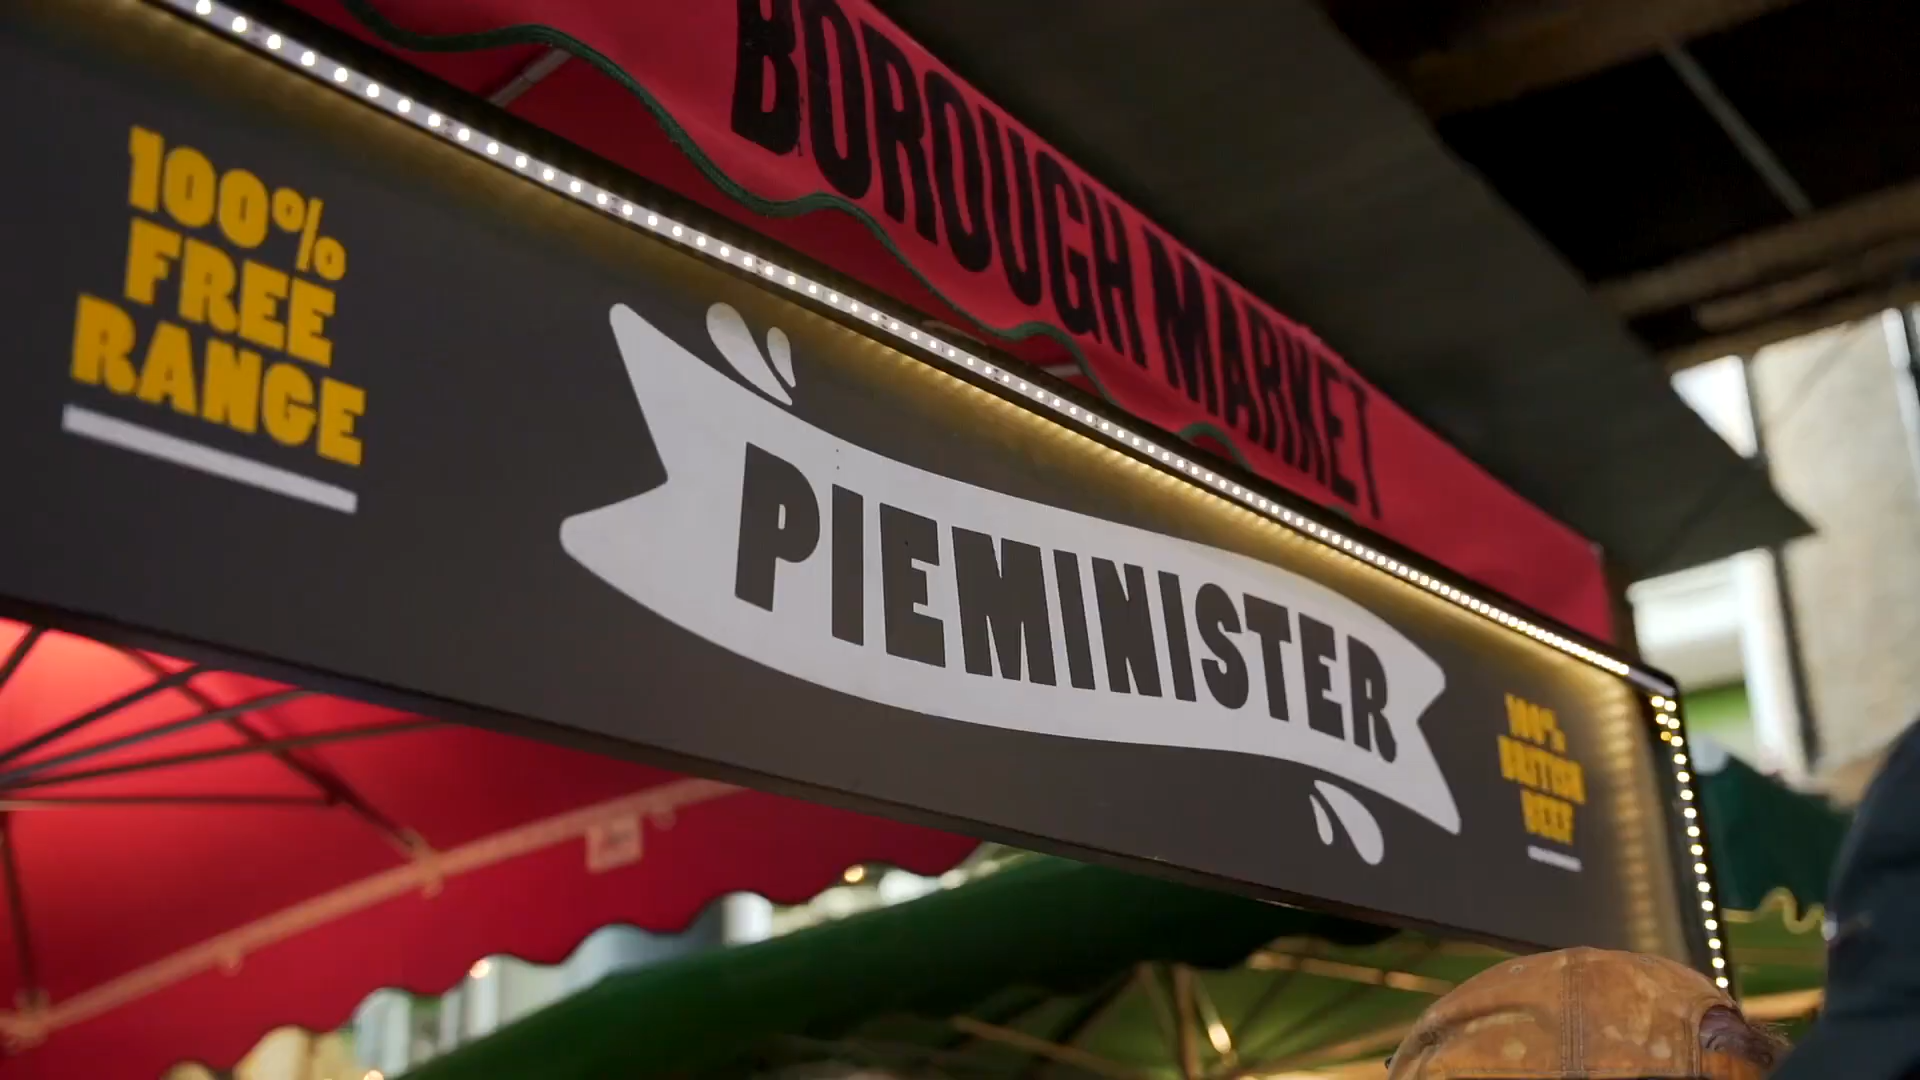 BOROUGH MARKET
100%
FREE
RANGE
PIEMINISTER
100%
BRITISH
BEEF